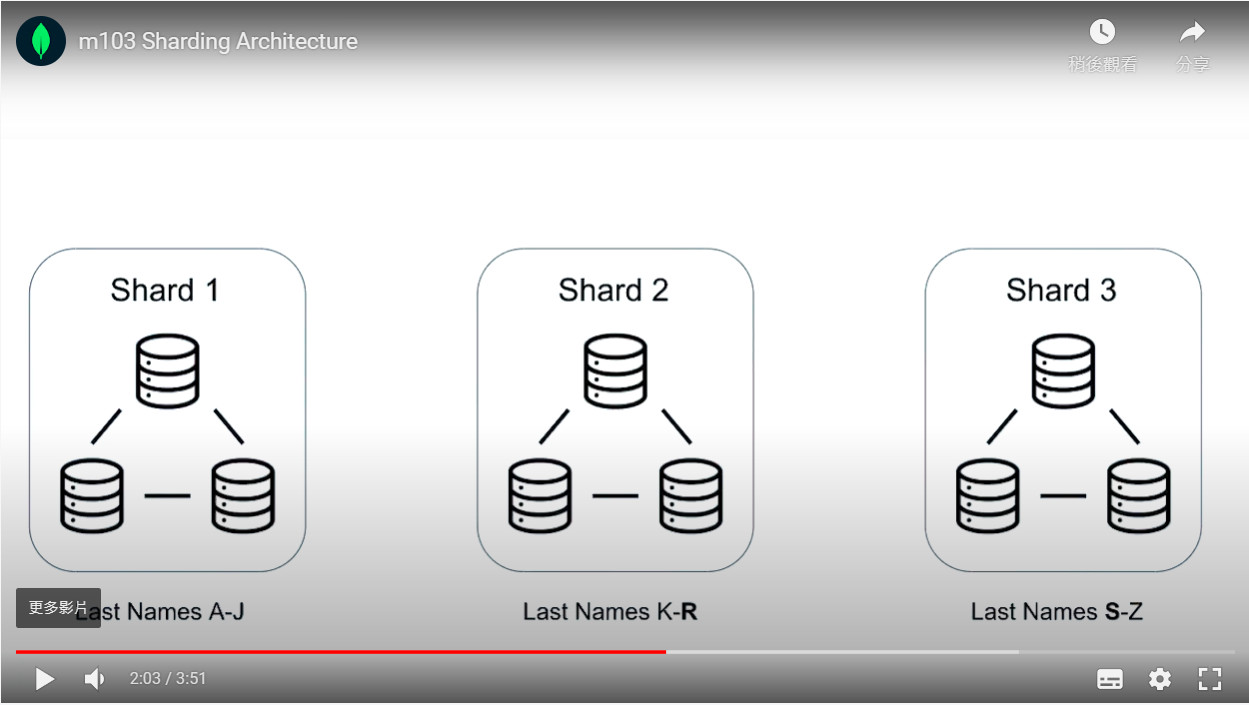 m103 Sharding Architecture
稍後觀看
分享
Shard 1
Shard 2
Shard 3
更多影片
Last Names A-J
Last Names K-R
Last Names S-Z
2:03 / 3:51